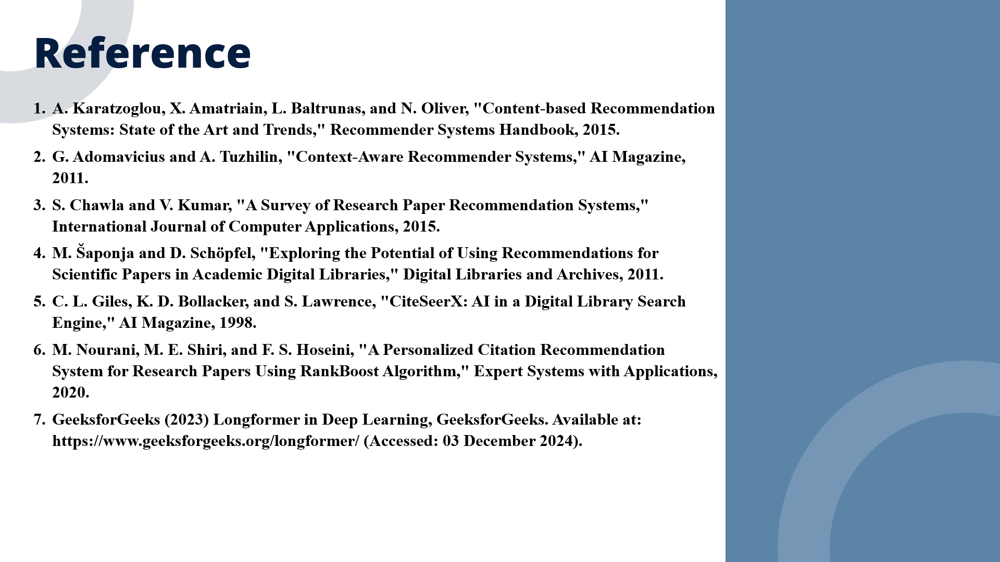 Reference
1. A. Karatzoglou, X. Amatriain, L. Baltrunas, and N. Oliver, "Content-based Recommendation
Systems: State of the Art and Trends," Recommender Systems Handbook, 2015.
2. G. Adomavicius and A. Tuzhilin, "Context-Aware Recommender Systems," AI Magazine,
2011.
3. S. Chawla and V. Kumar, "A Survey of Research Paper Recommendation Systems,"
International Journal of Computer Applications, 2015.
4. M. Šaponja and D. Schöpfel, "Exploring the Potential of Using Recommendations for
Scientific Papers in Academic Digital Libraries," Digital Libraries and Archives, 2011.
5. C. L. Giles, K. D. Bollacker, and S. Lawrence, "CiteSeerX: AI in a Digital Library Search
Engine," AI Magazine, 1998.
6. M. Nourani, M. E. Shiri, and F. S. Hoseini, "A Personalized Citation Recommendation
System for Research Papers Using RankBoost Algorithm," Expert Systems with Applications,
2020.
7. GeeksforGeeks (2023) Longformer in Deep Learning, GeeksforGeeks. Available at:
https://www.geeksforgeeks.org/longformer/ (Accessed: 03 December 2024).